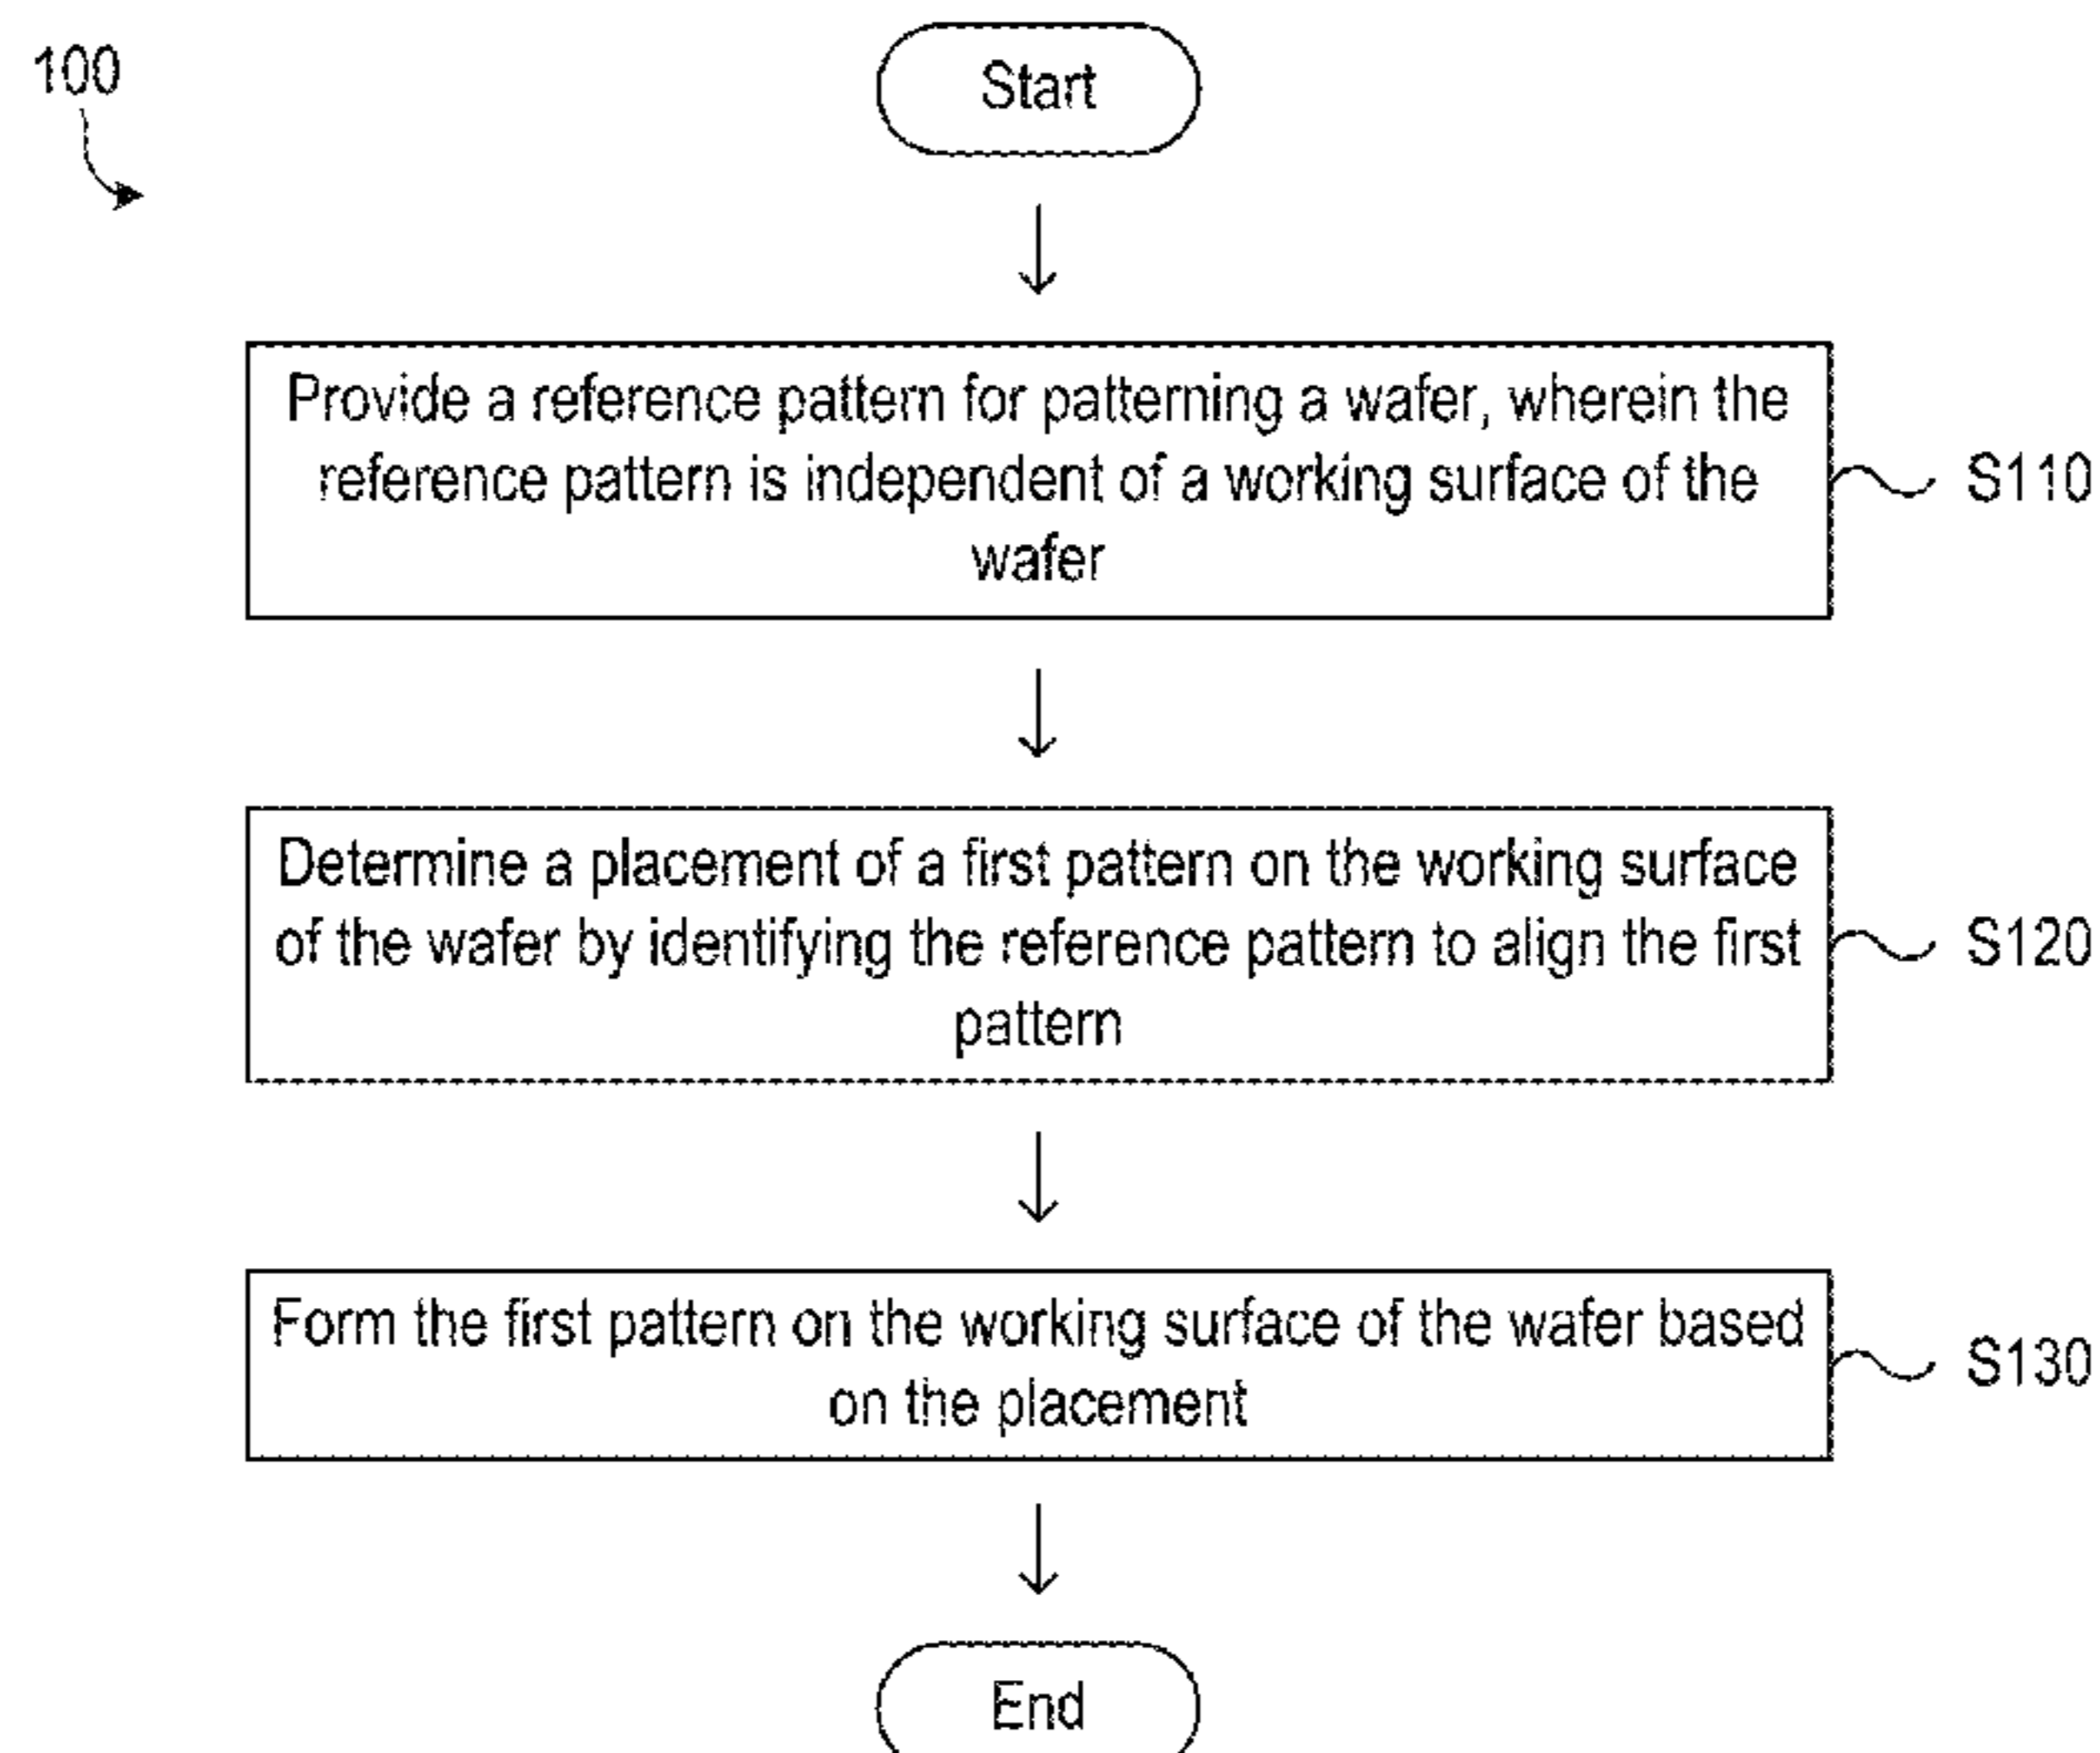 100
Start
Provide a reference pattern for patterning a wafer, wherein the
reference pattern is independent of a working surface of the
wafer
S110
Determine a placement of a first pattern on the working surface
of the wafer by identifying the reference pattern to align the first
pattern
S120
Form the first pattern on the working surface of the wafer based
on the placement
S130
End